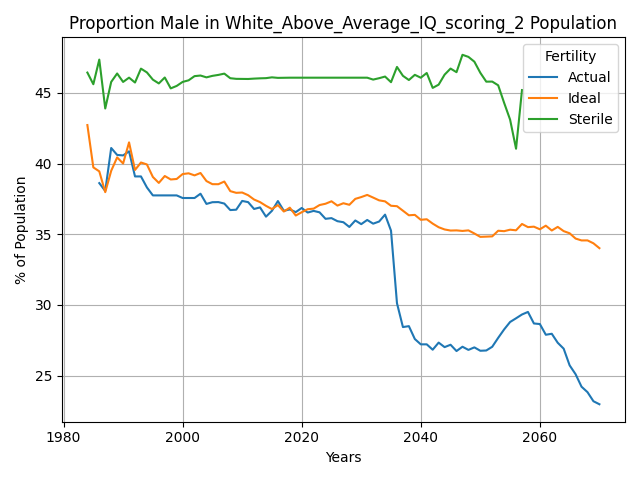 Proportion Male in White_Above_Average_IQ_scoring_2 Population
Fertility
Actual
Ideal
Sterile
% of Population
45
40
35
30
25
1980
2000
2020
2040
2060
Years